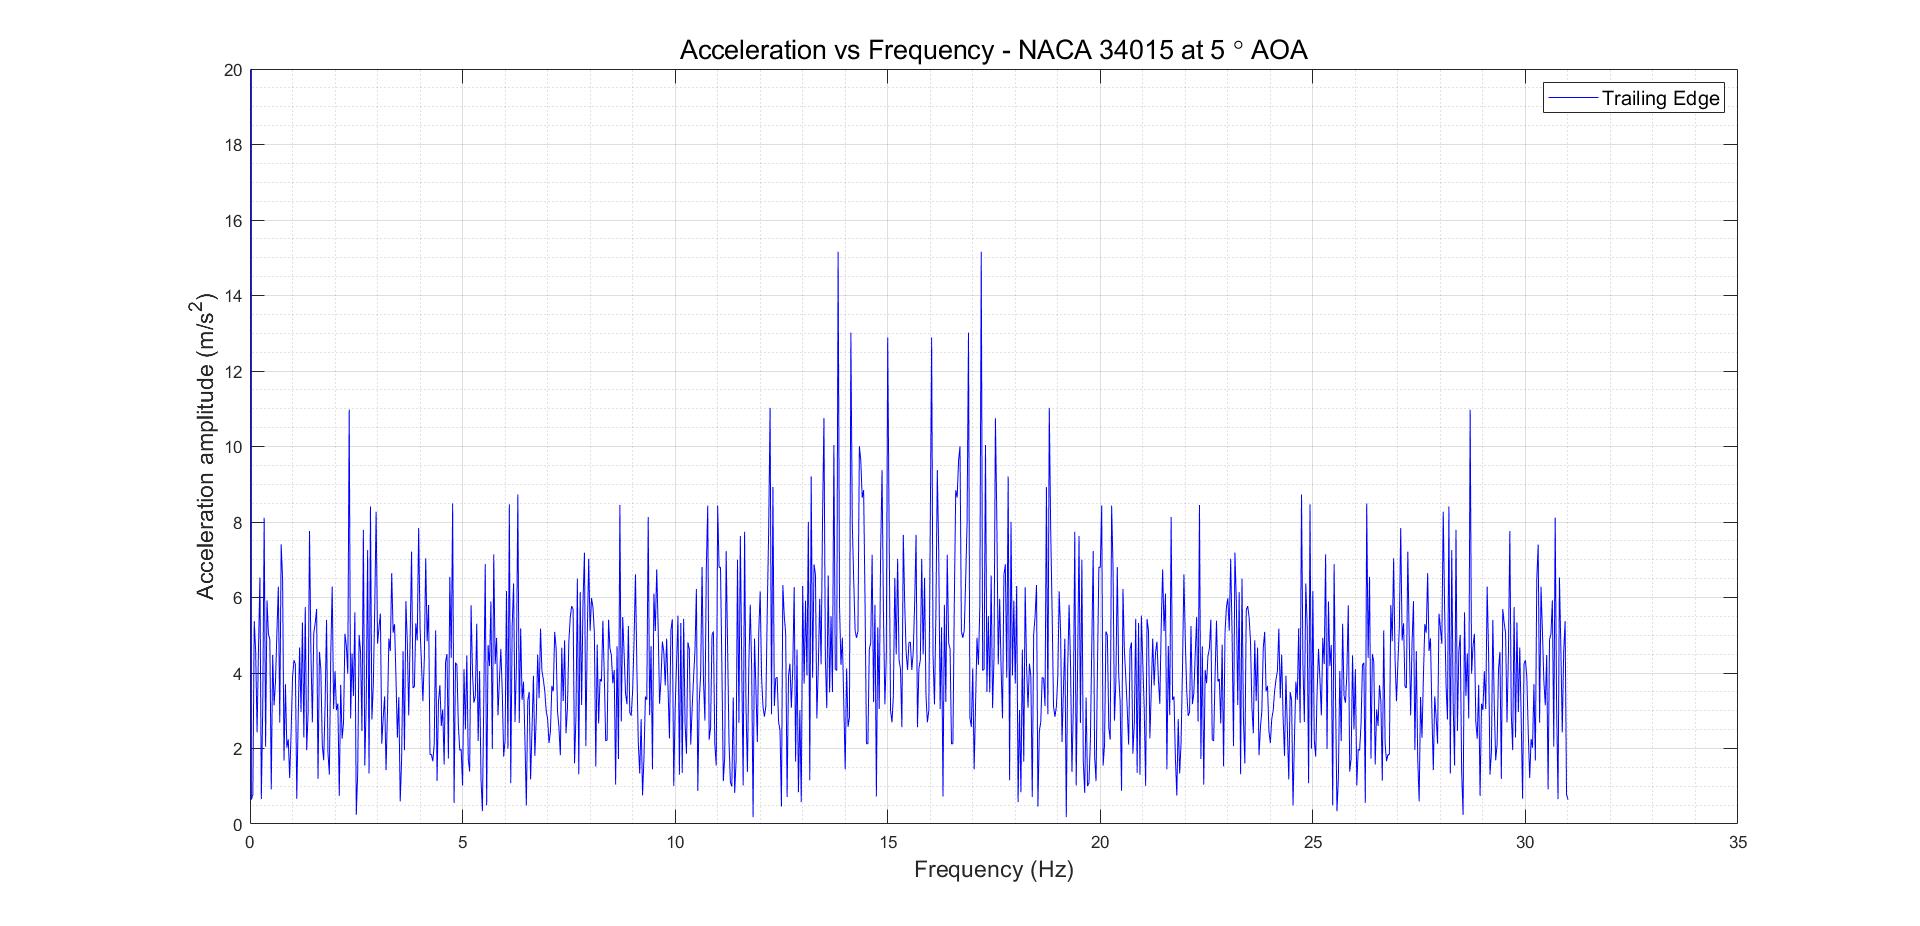 Acceleration vs Frequency - NACA 34015 at 5 ° AOA
Trailing Edge
Acceleration amplitude (m/s²)
20
18
16
14
12
10
8
6
4
2
0
0 5 10 15 20 25 30 35
Frequency (Hz)